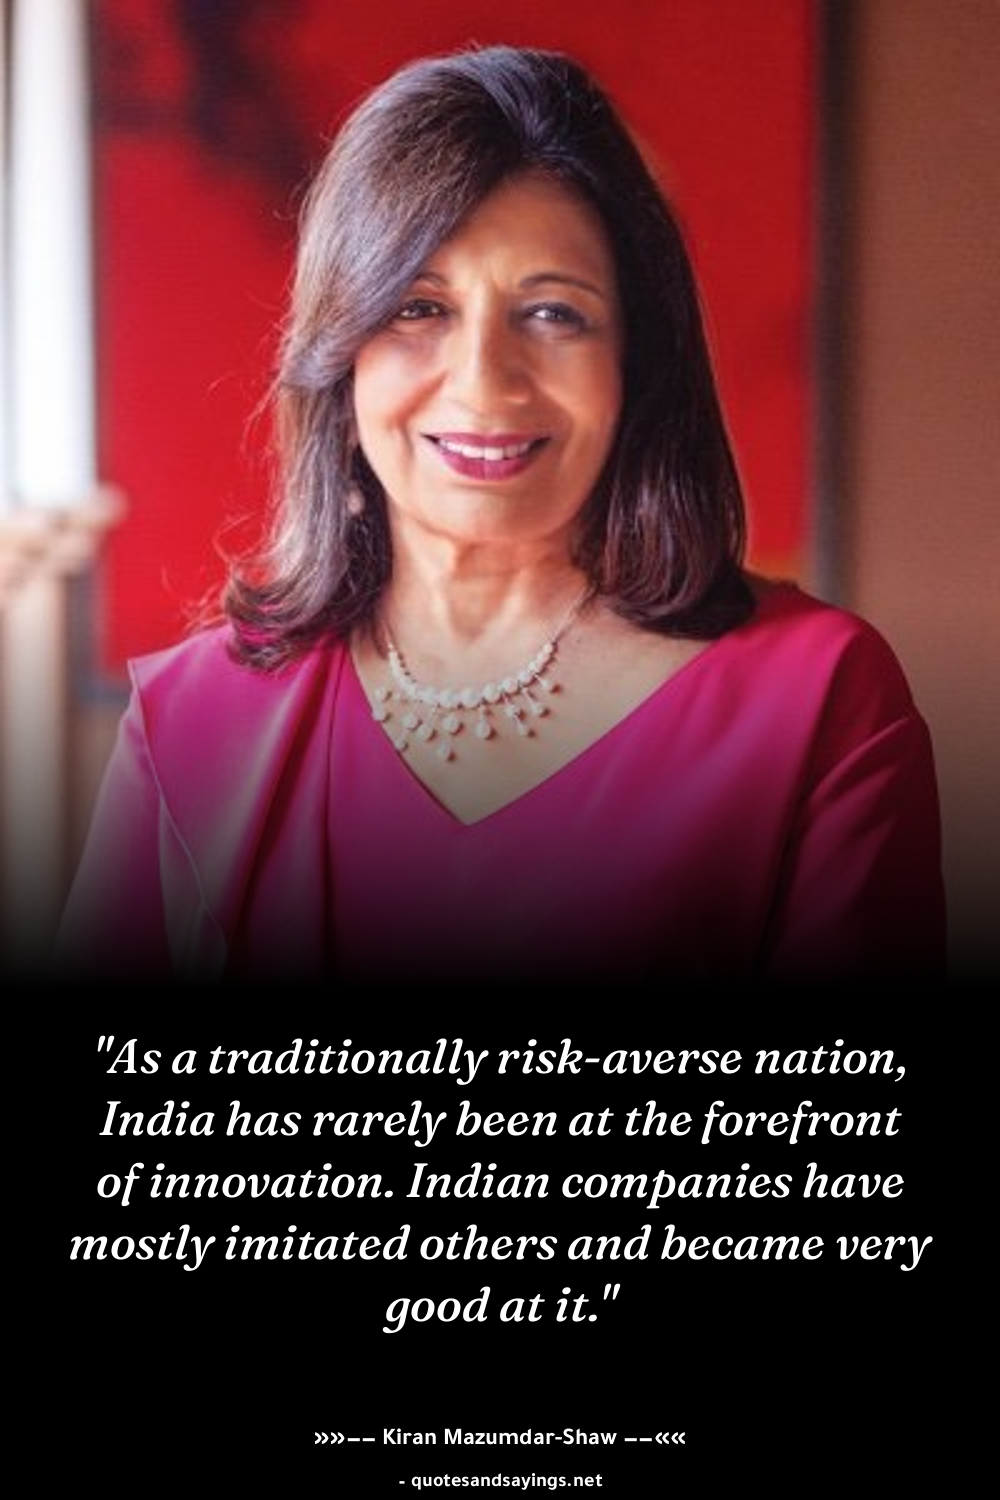 "As a traditionally risk-averse nation,
India has rarely been at the forefront
of innovation. Indian companies have
mostly imitated others and became very
good at it."
»»−− Kiran Mazumdar-Shaw −−««
- quotesandsayings.net